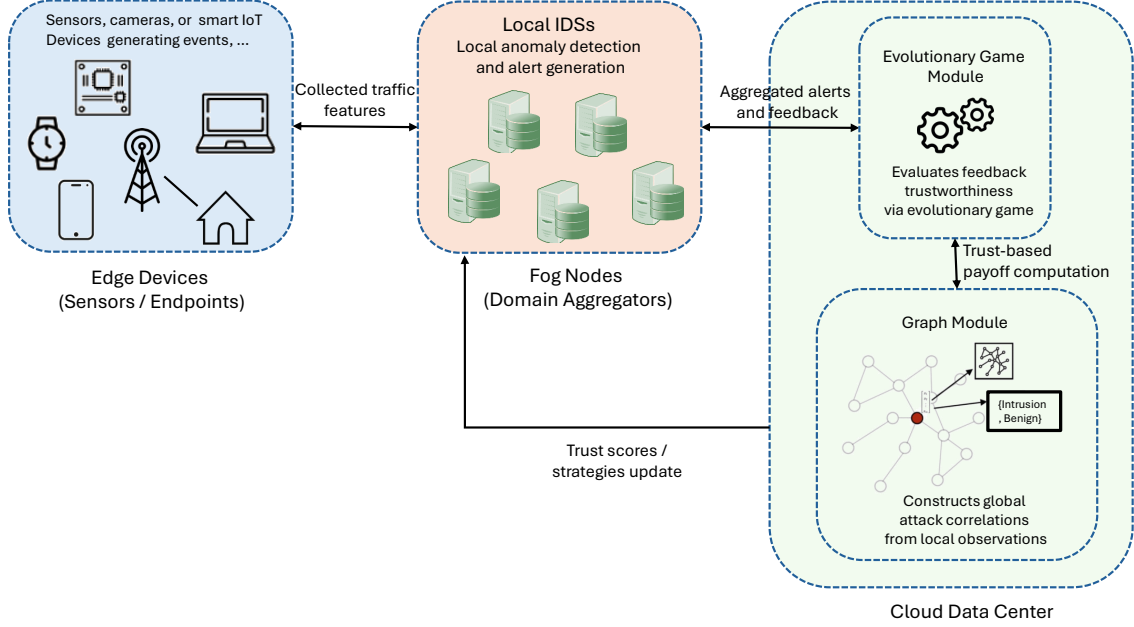 Sensors, cameras, or smart IoT
Devices generating events, ...
Edge Devices
(Sensors / Endpoints)
Collected traffic
features
Local IDSs
Local anomaly detection
and alert generation
Fog Nodes
(Domain Aggregators)
Aggregated alerts
and feedback
Evolutionary Game
Module
Evaluates feedback
trustworthiness
via evolutionary game
Trust-based
payoff computation
Graph Module
{Intrusion
, Benign}
Constructs global
attack correlations
from local observations
Trust scores /
strategies update
Cloud Data Center